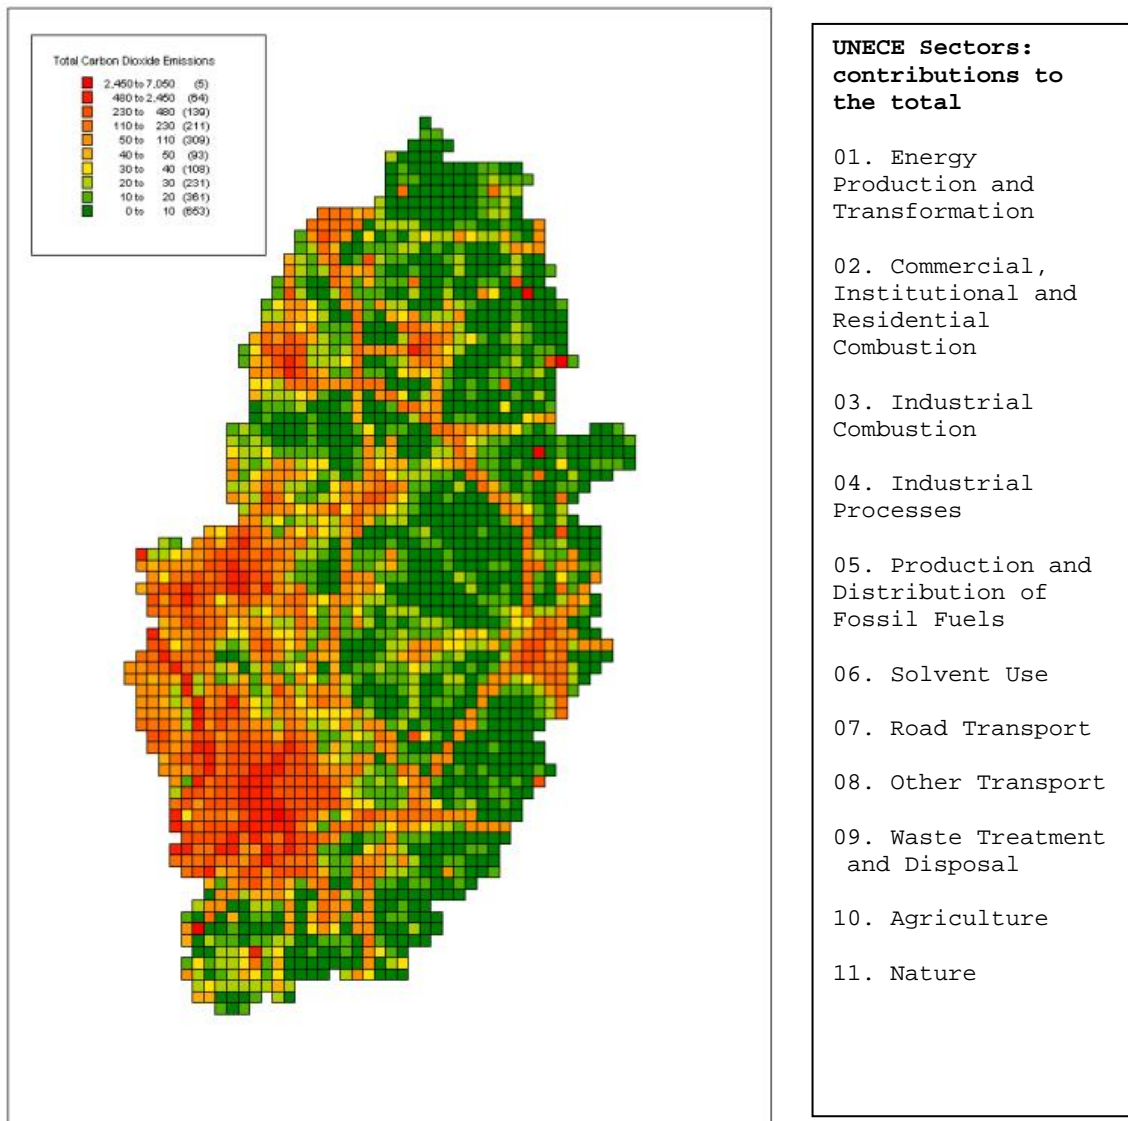 Total Carbon Dioxide Emissions
2,450 to 7,050 (5)
480 to 2,450 (64)
230 to 480 (139)
110 to 230 (211)
50 to 110 (309)
40 to 50 (93)
30 to 40 (108)
20 to 30 (231)
10 to 20 (361)
0 to 10 (653)
UNECE Sectors:
contributions to
the total
01. Energy
Production and
Transformation
02. Commercial,
Institutional and
Residential
Combustion
03. Industrial
Combustion
04. Industrial
Processes
05. Production and
Distribution of
Fossil Fuels
06. Solvent Use
07. Road Transport
08. Other Transport
09. Waste Treatment
and Disposal
10. Agriculture
11. Nature